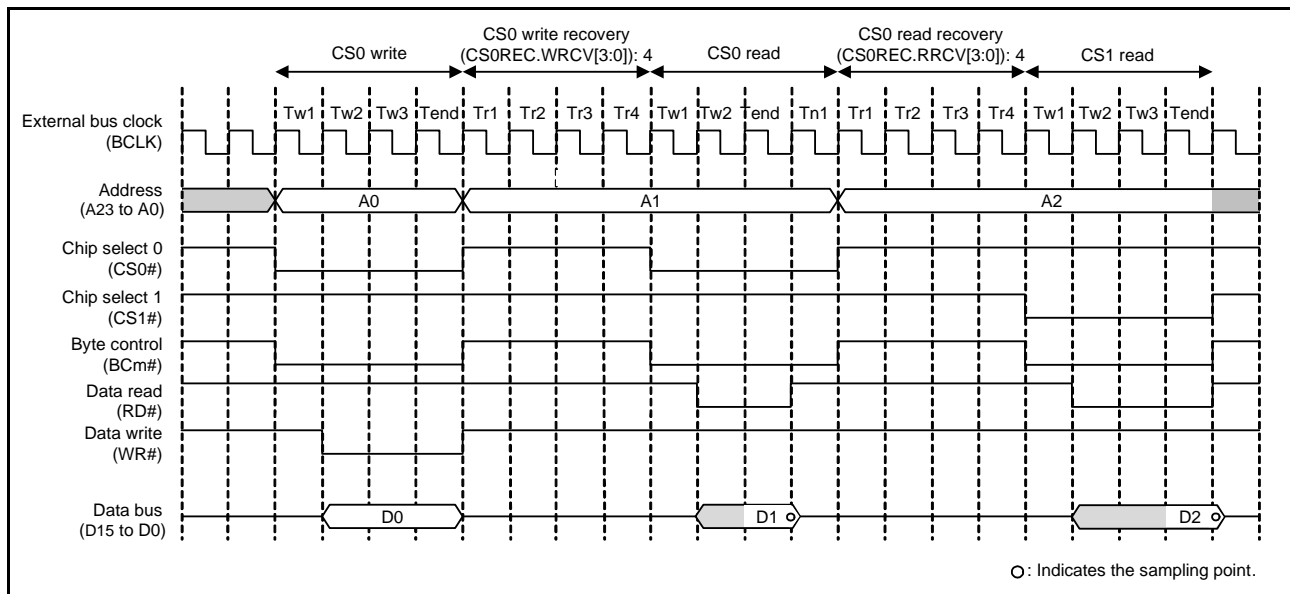 CS0 write
CS0 write recovery
(CS0REC.WRCV[3:0]): 4
CS0 read
CS0 read recovery
(CS0REC.RRCV[3:0]): 4
CS1 read
Tw1 Tw2 Tw3 Tend Tr1 Tr2 Tr3 Tr4 Tw1 Tw2 Tend Tn1 Tr1 Tr2 Tr3 Tr4 Tw1 Tw2 Tw3 Tend
External bus clock
(BCLK)
Address
(A23 to A0)
A0 A1 A2
Chip select 0
(CS0#)
Chip select 1
(CS1#)
Byte control
(BCm#)
Data read
(RD#)
Data write
(WR#)
Data bus
(D15 to D0)
D0 D1 D2
: Indicates the sampling point.